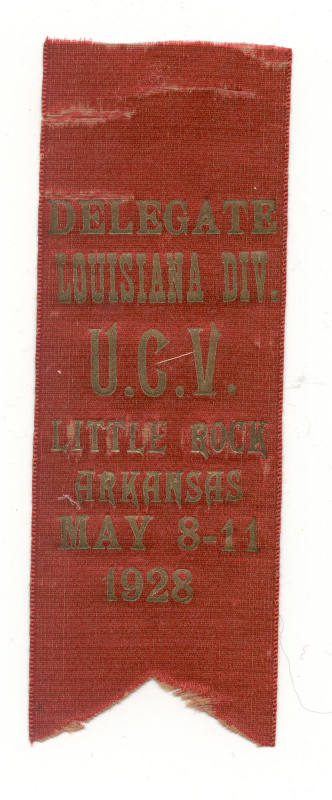 DELEGATE
LOUISIANA DIV.
U.C.V.
LITTLE ROCK
ARKANSAS
MAY 8-11
1928